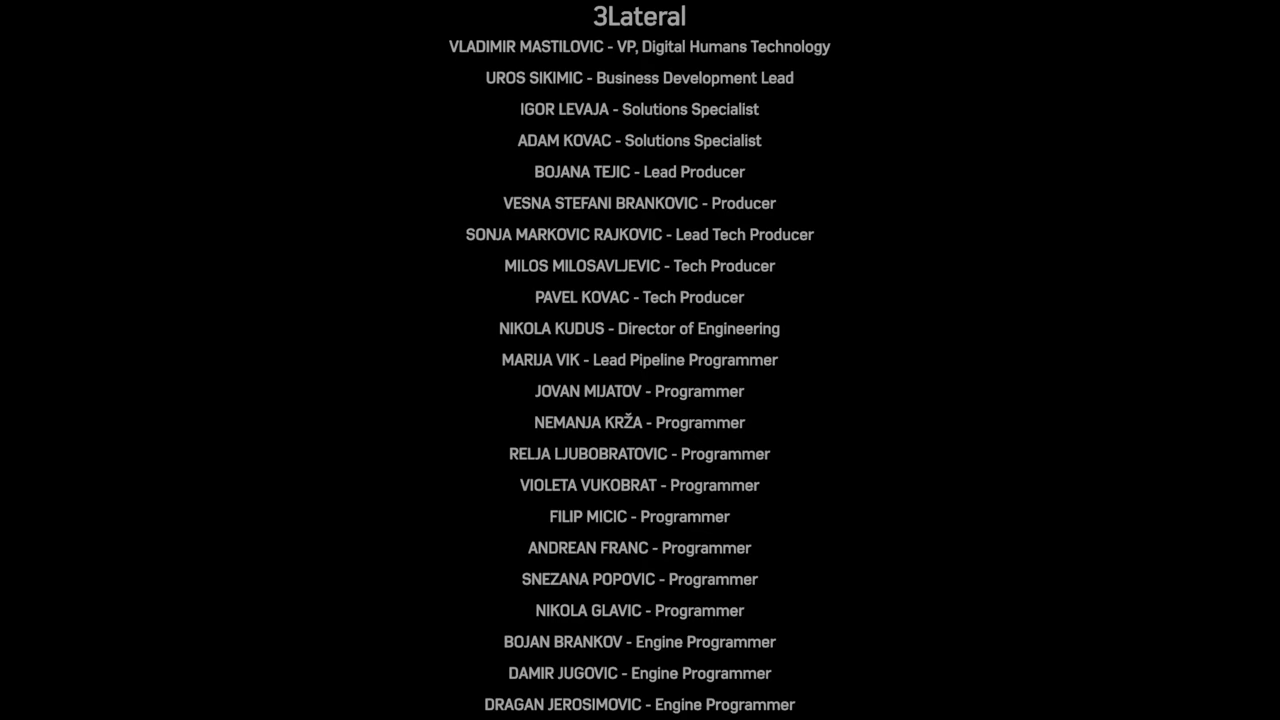 3Lateral
VLADIMIR MASTILOVIC - VP, Digital Humans Technology
UROS SIKIMIC - Business Development Lead
IGOR LEVAJA - Solutions Specialist
ADAM KOVAC - Solutions Specialist
BOJANA TEJIC - Lead Producer
VESNA STEFANI BRANKOVIC - Producer
SONJA MARKOVIC RAJKOVIC - Lead Tech Producer
MILOS MILOSAVLJEVIC - Tech Producer
PAVEL KOVAC - Tech Producer
NIKOLA KUDUS - Director of Engineering
MARIJA VIK - Lead Pipeline Programmer
JOVAN MIJATOV - Programmer
NEMANJA KRŽA - Programmer
RELJA LJUBOBRATOVIC - Programmer
VIOLETA VUKOBRAT - Programmer
FILIP MICIC - Programmer
ANDREAN FRANC - Programmer
SNEZANA POPOVIC - Programmer
NIKOLA GLAVIC - Programmer
BOJAN BRANKOV - Engine Programmer
DAMIR JUGOVIC - Engine Programmer
DRAGAN JEROSIMOVIC - Engine Programmer